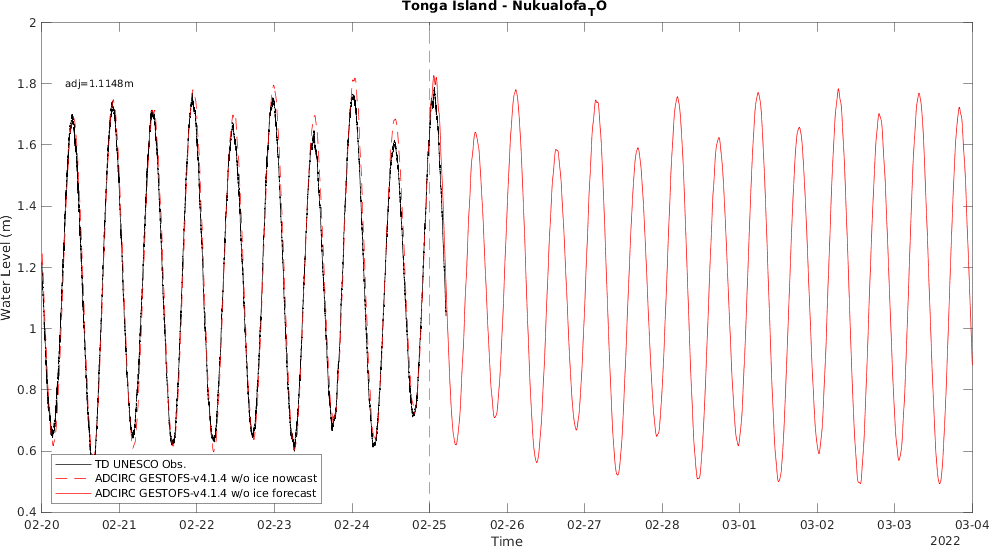 Tonga Island - Nukualofa_TO
2
1.8
1.6
1.4
1.2
1
0.8
0.6
0.4
Water Level (m)
adj=1.1148m
TD UNESCO Obs.
ADCIRC GESTOFS-v4.1.4 w/o ice nowcast
ADCIRC GESTOFS-v4.1.4 w/o ice forecast
02-20 02-21 02-22 02-23 02-24 02-25 02-26 02-27 02-28 03-01 03-02 03-03 03-04
Time
2022